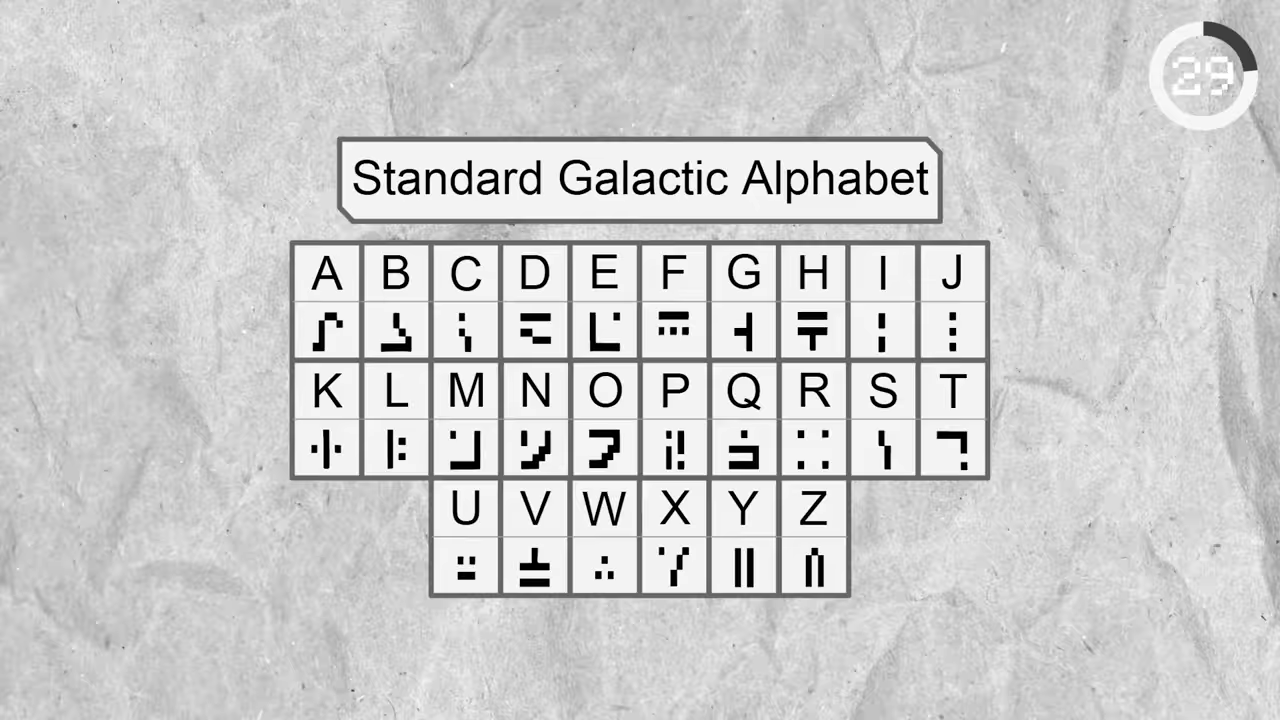 29
Standard Galactic Alphabet
A B C D E F G H I J
ᔑ ʖ ᓵ ↸ ᒷ ⎓ ⊣ ⍑ ╎ ⋮
K L M N O P Q R S T
ꖌ ꖎ ᒲ リ 𝙹 !¡ ᑑ ∷ ᓭ ℸ
U V W X Y Z
⚍ ⍊ ∴ ̇/ || ⨅